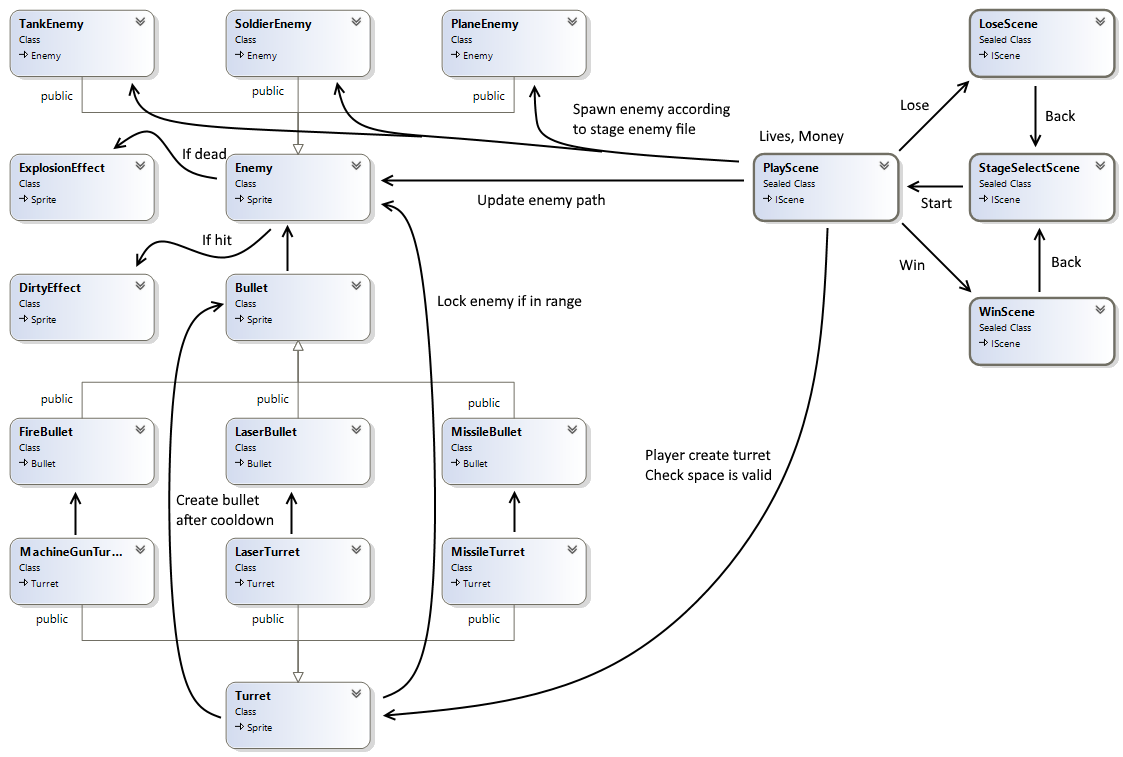 TankEnemy
Class
Enemy
SoldierEnemy
Class
Enemy
PlaneEnemy
Class
Enemy
LoseScene
Sealed Class
IScene
public
public
public
Spawn enemy according
to stage enemy file
Lose
Back
Lives, Money
If dead
ExplosionEffect
Class
Sprite
Enemy
Class
Sprite
Update enemy path
PlayScene
Sealed Class
IScene
Start
StageSelectScene
Sealed Class
IScene
If hit
Win
Back
DirtyEffect
Class
Sprite
Bullet
Class
Sprite
Lock enemy if in range
WinScene
Sealed Class
IScene
public
public
public
FireBullet
Class
Bullet
LaserBullet
Class
Bullet
MissileBullet
Class
Bullet
Player create turret
Check space is valid
Create bullet
after cooldown
MachineGunTur...
Class
Turret
LaserTurret
Class
Turret
MissileTurret
Class
Turret
public
public
public
Turret
Class
Sprite